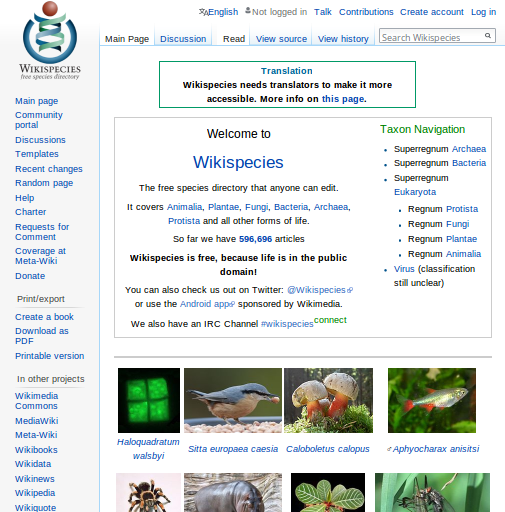 English Not logged in Talk Contributions Create account Log in
Main Page Discussion Read View source View history Search Wikispecies
WIKISPECIES
free species directory
Main page
Community
portal
Discussions
Templates
Recent changes
Random page
Help
Charter
Requests for
Comment
Coverage at
Meta-Wiki
Donate
Print/export
Create a book
Download as
PDF
Printable version
In other projects
Wikimedia
Commons
MediaWiki
Meta-Wiki
Wikibooks
Wikidata
Wikinews
Wikipedia
Wikiquote
Translation
Wikispecies needs translators to make it more
accessible. More info on this page.
Welcome to
Wikispecies
The free species directory that anyone can edit.
It covers Animalia, Plantae, Fungi, Bacteria, Archaea,
Protista and all other forms of life.
So far we have 596,696 articles
Wikispecies is free, because life is in the public
domain!
You can also check us out on Twitter: @Wikispecies
or use the Android app sponsored by Wikimedia.
We also have an IRC Channel #wikispecies connect
Taxon Navigation
• Superregnum Archaea
• Superregnum Bacteria
• Superregnum
Eukaryota
• Regnum Protista
• Regnum Fungi
• Regnum Plantae
• Regnum Animalia
• Virus (classification
still unclear)
Haloquadratum
walsbyi
Sitta europaea caesia
Caloboletus calopus
♂Aphyocharax anisitsi